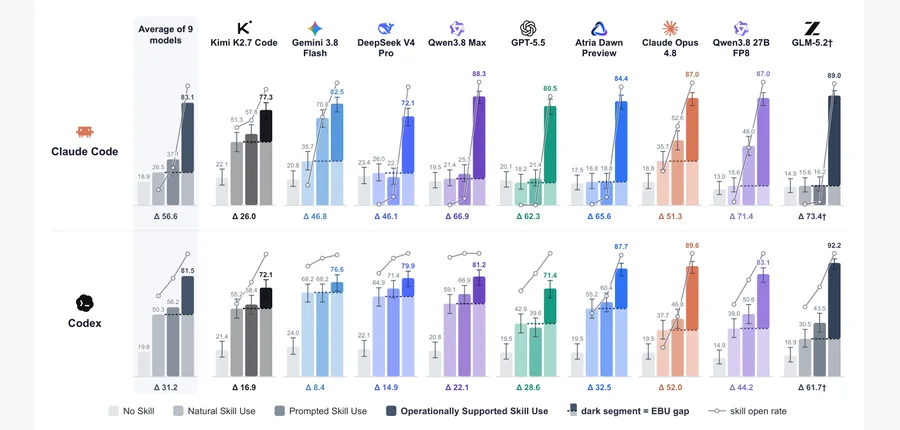 Average of 9
models
Kimi K2.7 Code
Gemini 3.8
Flash
DeepSeek V4
Pro
Qwen3.8 Max
GPT-5.5
Atria Dawn
Preview
Claude Opus
4.8
Qwen3.8 27B
FP8
GLM-5.2†
Claude Code
18.9 26.5 37.1 83.1
22.1 51.3 57.8 77.3
20.8 35.7 70.8 82.5
23.4 26.0 22.7 72.1
19.5 21.4 25.3 88.3
20.1 18.2 21.4 80.5
17.5 18.8 18.8 84.4
18.8 35.7 52.6 87.0
13.0 15.6 48.0 87.0
14.9 15.6 16.2 89.0
Δ 56.6
Δ 26.0
Δ 46.8
Δ 46.1
Δ 66.9
Δ 62.3
Δ 65.6
Δ 51.3
Δ 71.4
Δ 73.4†
Codex
19.8 50.3 56.2 81.5
21.4 55.2 58.4 72.1
24.0 68.2 68.2 76.6
22.1 64.9 71.4 79.9
20.8 59.1 66.9 81.2
19.5 42.9 39.6 71.4
19.5 55.2 60.4 87.7
19.5 37.7 46.8 89.6
14.9 39.0 50.6 83.1
16.9 30.5 43.5 92.2
Δ 31.2
Δ 16.9
Δ 8.4
Δ 14.9
Δ 22.1
Δ 28.6
Δ 32.5
Δ 52.0
Δ 44.2
Δ 61.7†
No Skill
Natural Skill Use
Prompted Skill Use
Operationally Supported Skill Use
dark segment = EBU gap
skill open rate